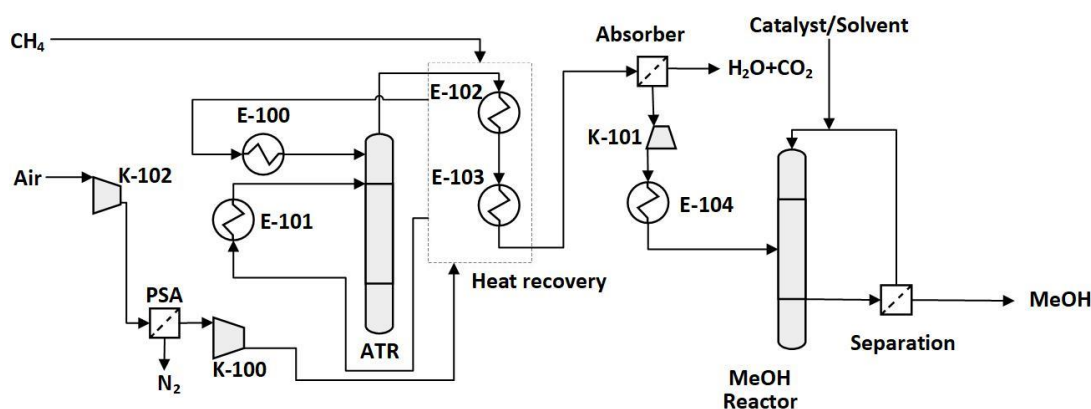 CH₄
Air
K-102
PSA
N₂
K-100
E-100
E-101
ATR
E-102
E-103
Heat recovery
Absorber
H₂O+CO₂
K-101
E-104
Catalyst/Solvent
MeOH
Reactor
Separation
MeOH